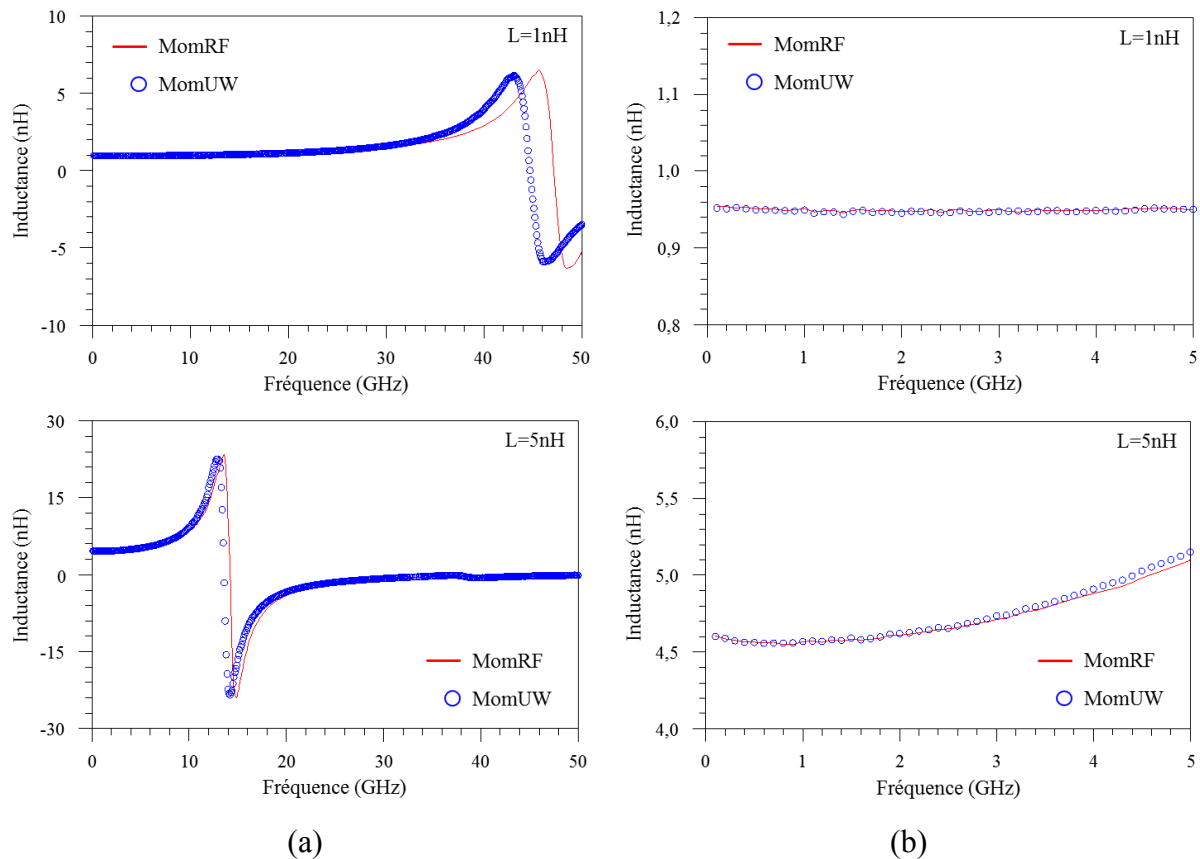 10
5
0
-5
-10
Inductance (nH)
L=1nH
MomRF
MomUW
0 10 20 30 40 50
Fréquence (GHz)
1,2
1,1
1,0
0,9
0,8
Inductance (nH)
L=1nH
MomRF
MomUW
0 1 2 3 4 5
Fréquence (GHz)
30
15
0
-15
-30
Inductance (nH)
L=5nH
MomRF
MomUW
0 10 20 30 40 50
Fréquence (GHz)
6,0
5,5
5,0
4,5
4,0
Inductance (nH)
L=5nH
MomRF
MomUW
0 1 2 3 4 5
Fréquence (GHz)
(a)
(b)